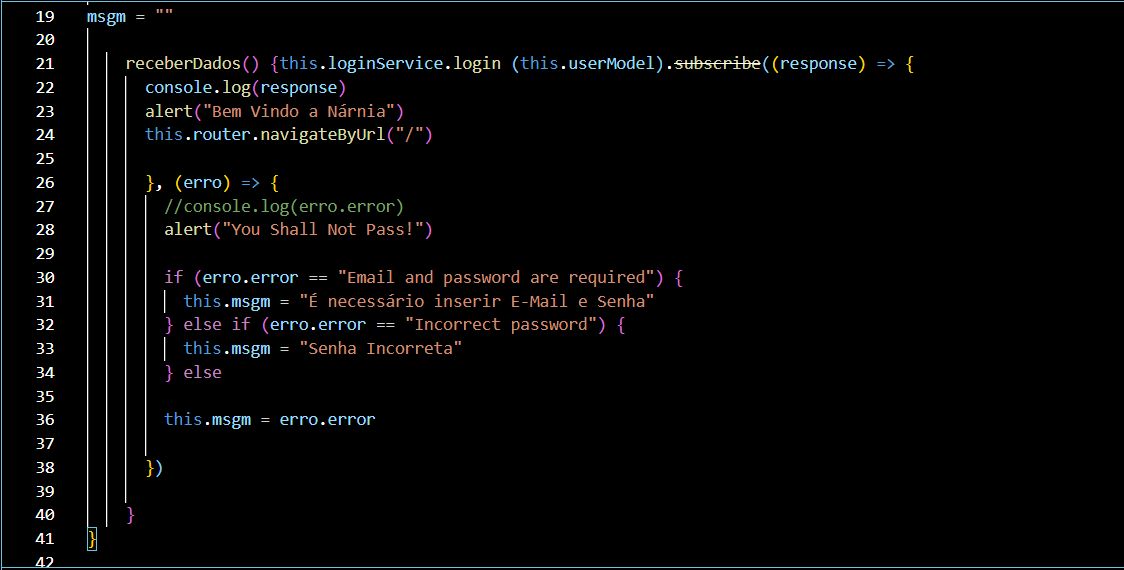 19 msgm = ""
20
21 receberDados() {this.loginService.login (this.userModel).subscribe((response) => {
22 console.log(response)
23 alert("Bem Vindo a Nárnia")
24 this.router.navigateByUrl("/")
25
26 }, (erro) => {
27 //console.log(erro.error)
28 alert("You Shall Not Pass!")
29
30 if (erro.error == "Email and password are required") {
31 this.msgm = "É necessário inserir E-Mail e Senha"
32 } else if (erro.error == "Incorrect password") {
33 this.msgm = "Senha Incorreta"
34 } else
35
36 this.msgm = erro.error
37
38 })
39
40 }
41 }
42